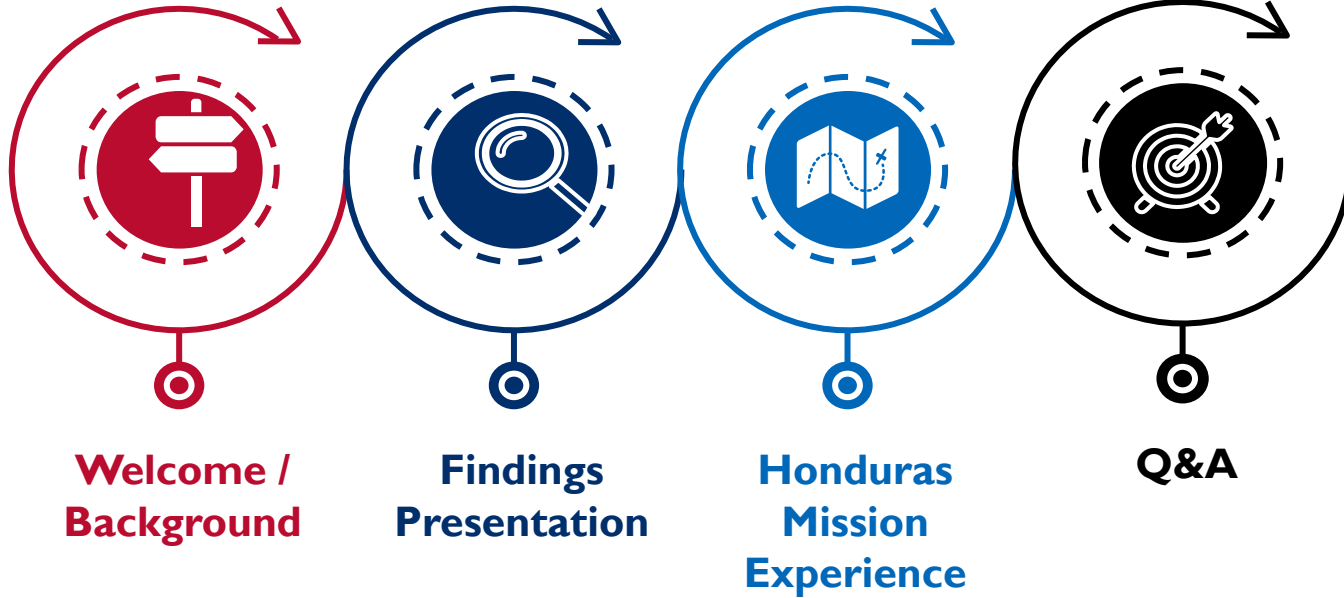 Welcome /
Background
Findings
Presentation
Honduras
Mission
Experience
Q&A